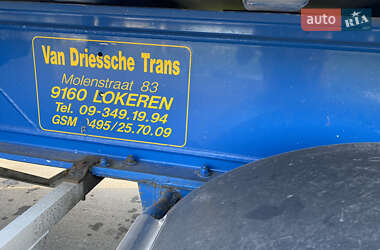 auto RIA
Van Driessche Trans
Molenstraat 83
9160 LOKEREN
Tel. 09-349.19.94
GSM 0495/25.70.09